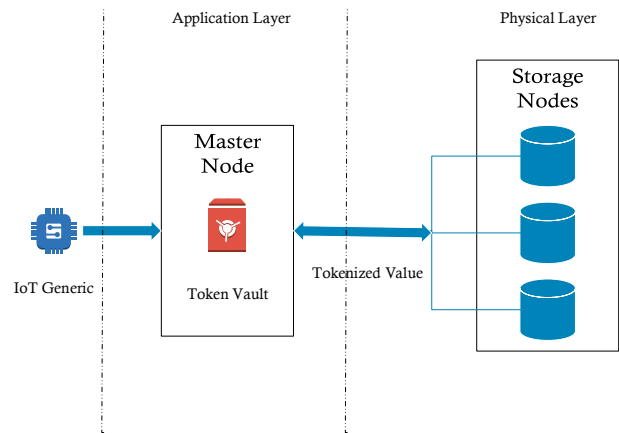 Application Layer
Physical Layer
Storage
Nodes
Master
Node
IoT Generic
Token Vault
Tokenized Value